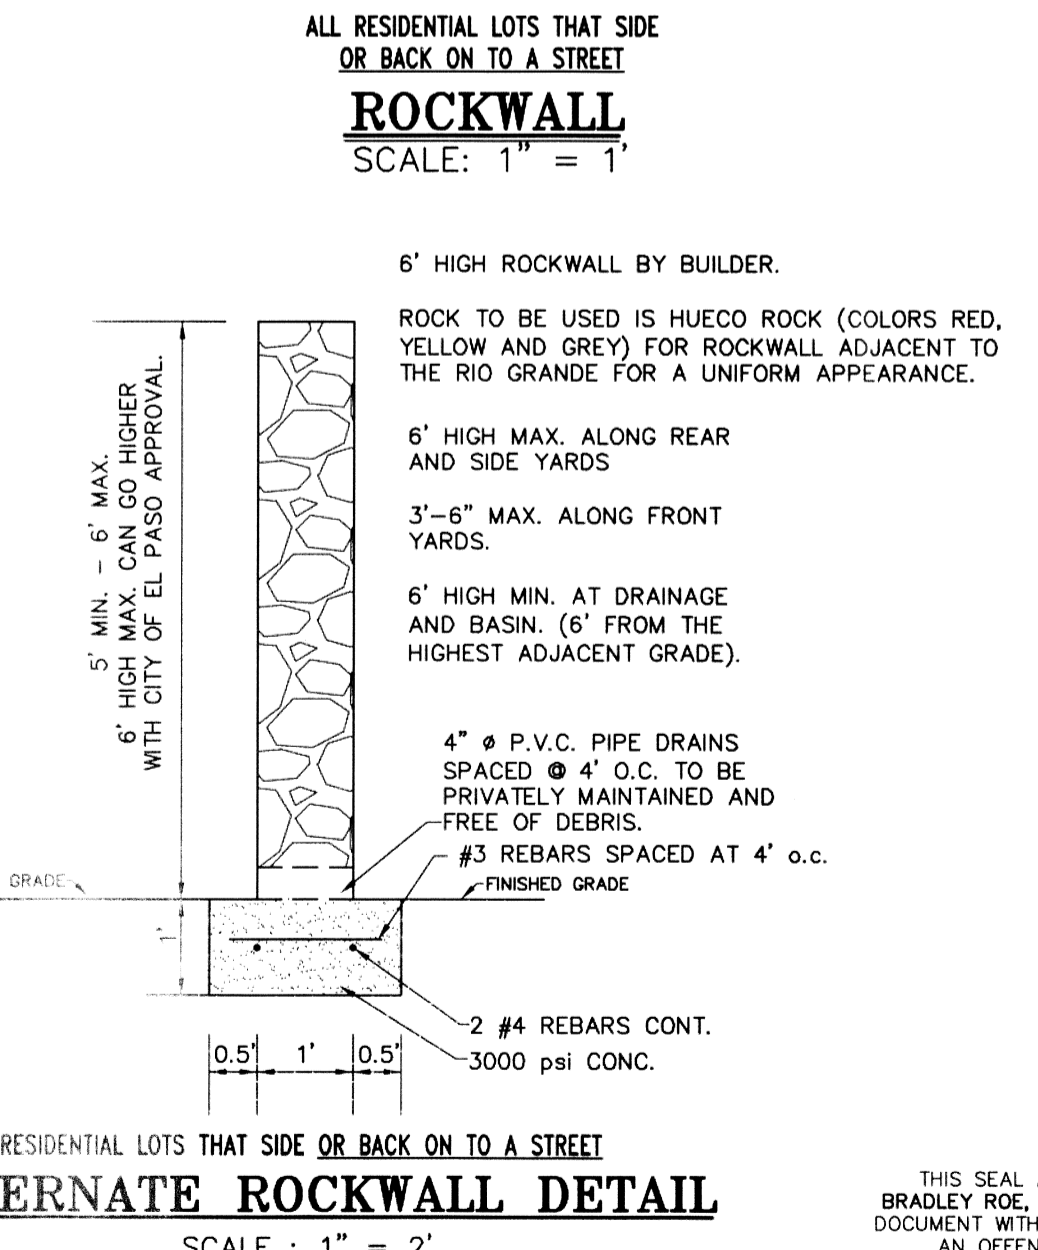 ALL RESIDENTIAL LOTS THAT SIDE
OR BACK ON TO A STREET
ROCKWALL
SCALE: 1" = 1'
6' HIGH ROCKWALL BY BUILDER.
ROCK TO BE USED IS HUECO ROCK (COLORS RED,
YELLOW AND GREY) FOR ROCKWALL ADJACENT TO
THE RIO GRANDE FOR A UNIFORM APPEARANCE.
5' MIN. - 6' MAX.
6' HIGH MAX. CAN GO HIGHER
WITH CITY OF EL PASO APPROVAL.
6' HIGH MAX. ALONG REAR
AND SIDE YARDS
3'-6" MAX. ALONG FRONT
YARDS.
6' HIGH MIN. AT DRAINAGE
AND BASIN. (6' FROM THE
HIGHEST ADJACENT GRADE).
4" ø P.V.C. PIPE DRAINS
SPACED @ 4' O.C. TO BE
PRIVATELY MAINTAINED AND
FREE OF DEBRIS.
#3 REBARS SPACED AT 4' o.c.
GRADE
FINISHED GRADE
1'
2 #4 REBARS CONT.
3000 psi CONC.
0.5' 1' 0.5'
RESIDENTIAL LOTS THAT SIDE OR BACK ON TO A STREET
ERNATE ROCKWALL DETAIL
SCALE : 1" = 2'
THIS SEAL
BRADLEY ROE,
DOCUMENT WITH
AN OFFEN